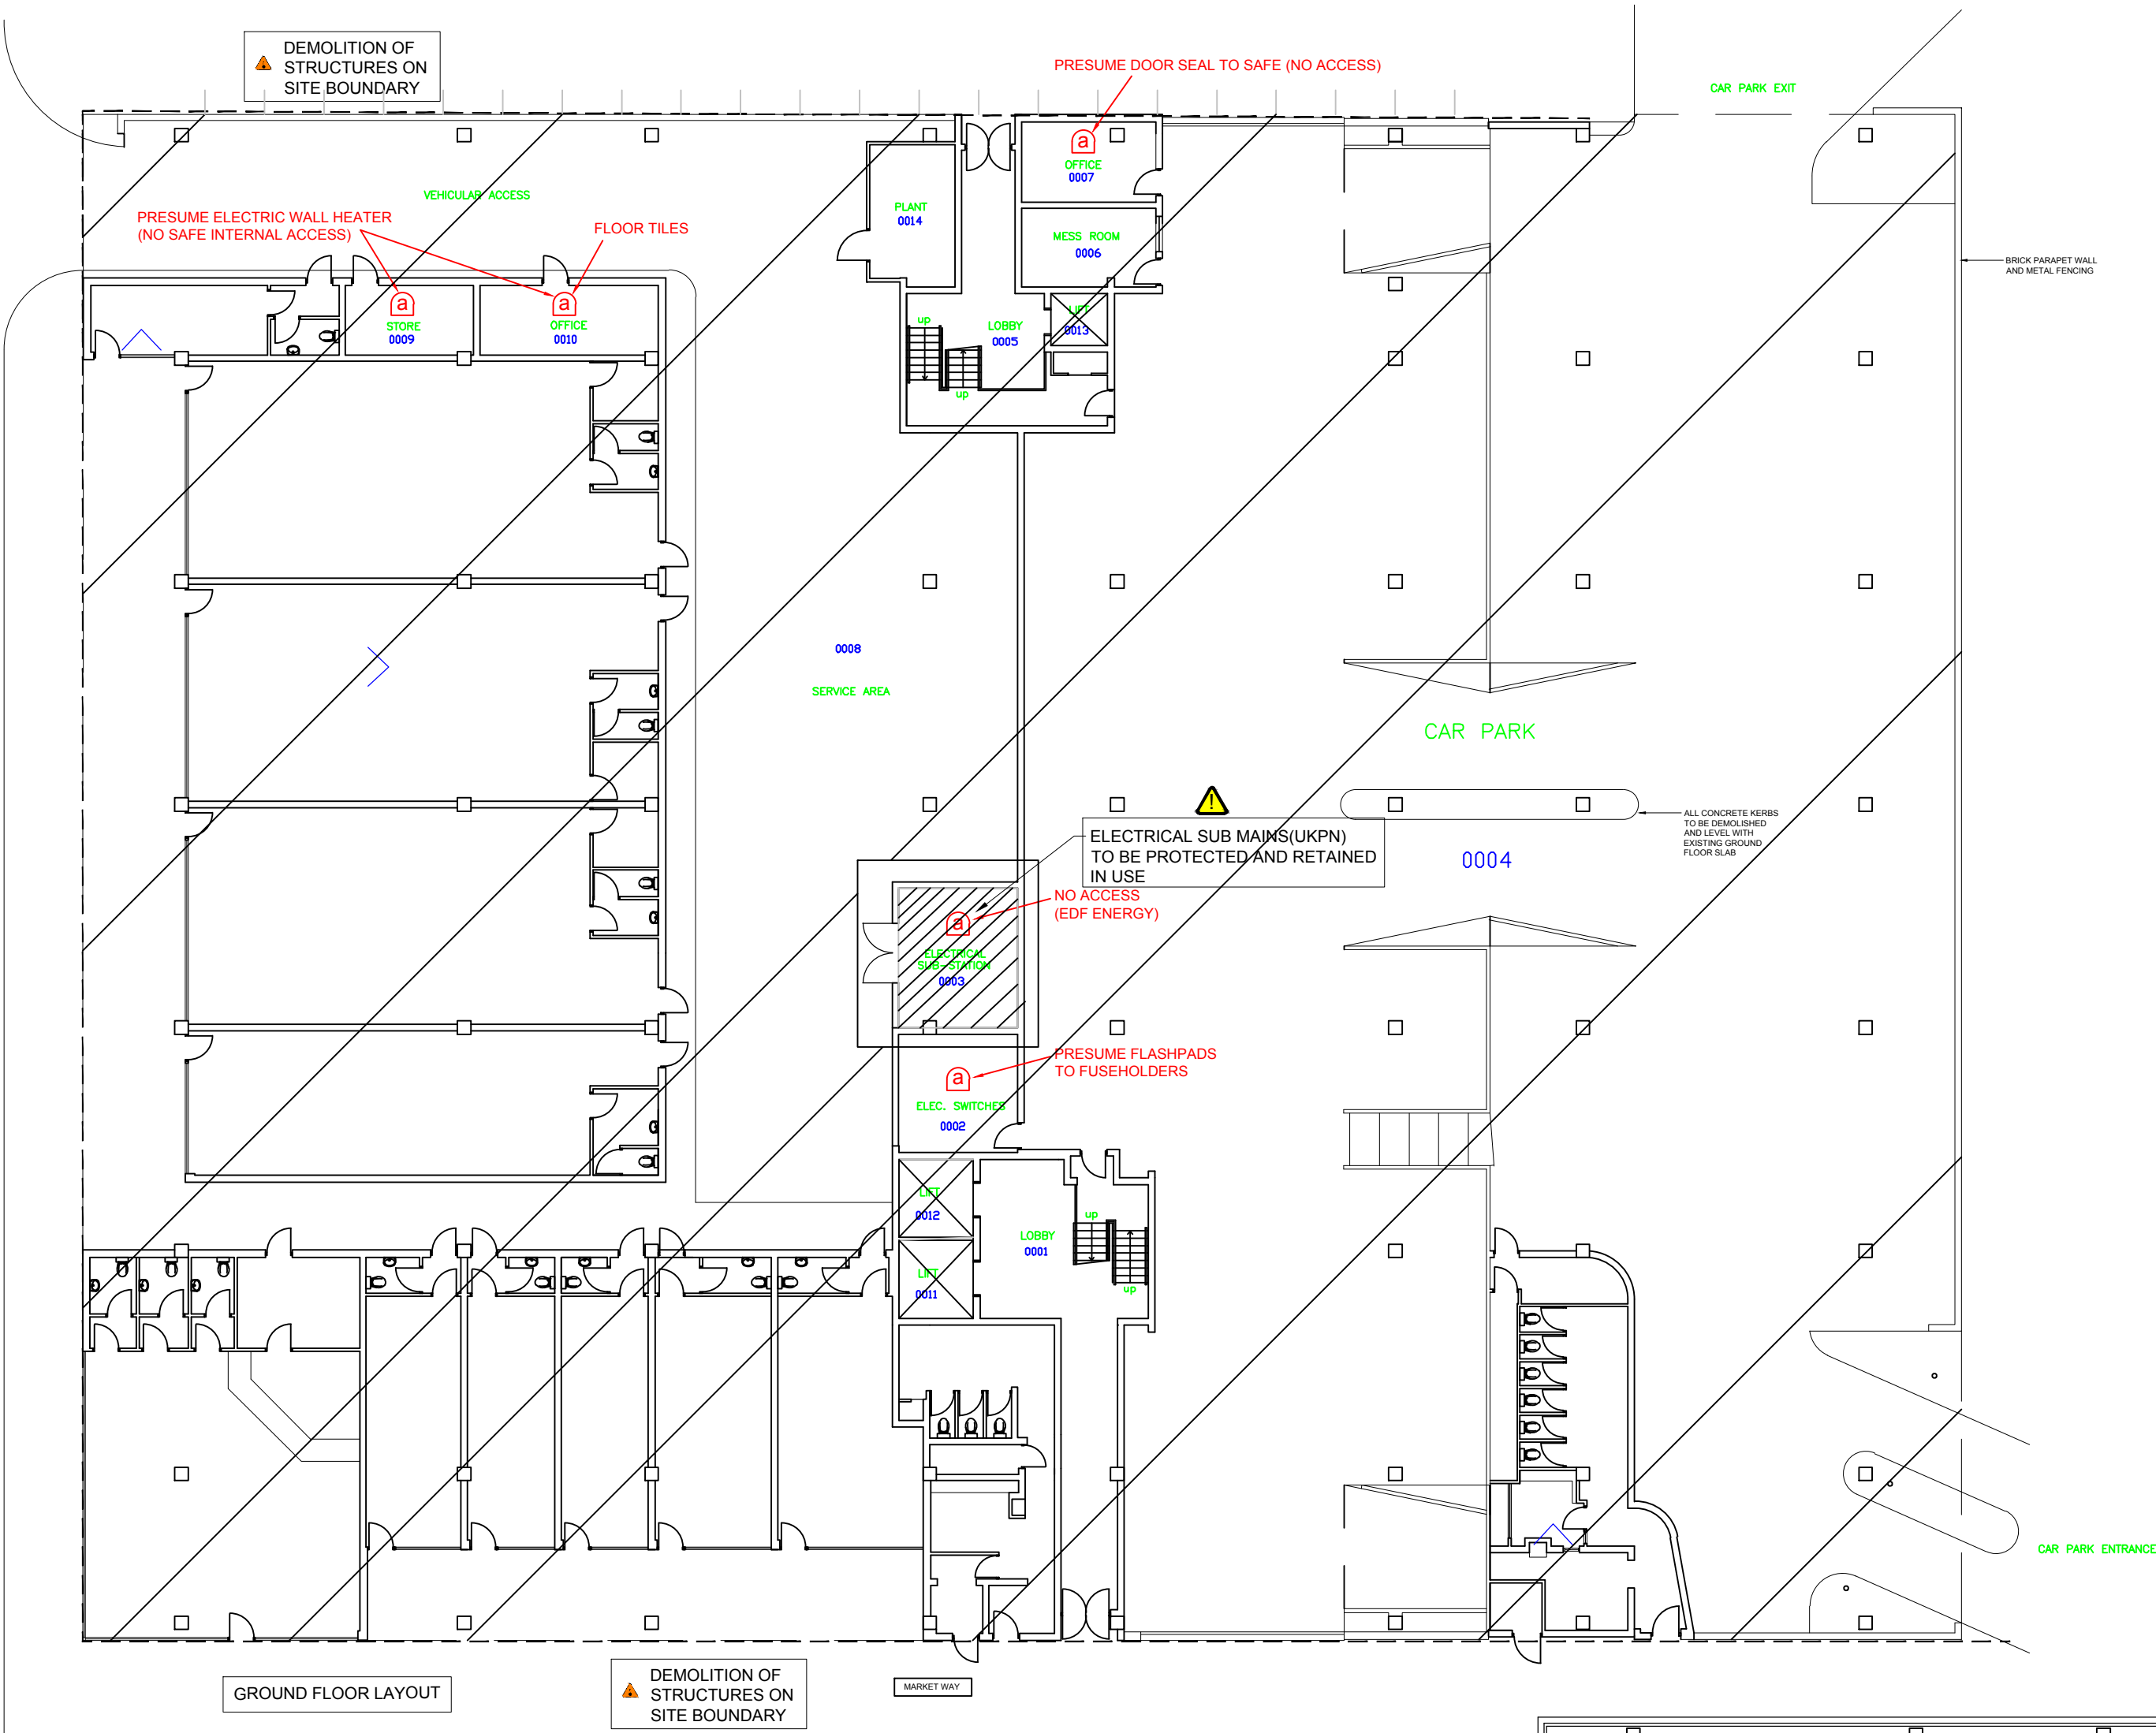 DEMOLITION OF
STRUCTURES ON
SITE BOUNDARY
PRESUME DOOR SEAL TO SAFE (NO ACCESS)
CAR PARK EXIT
a
OFFICE
0007
VEHICULAR ACCESS
PRESUME ELECTRIC WALL HEATER
(NO SAFE INTERNAL ACCESS)
FLOOR TILES
PLANT
0014
MESS ROOM
0006
BRICK PARAPET WALL
AND METAL FENCING
a
STORE
0009
a
OFFICE
0010
up
LOBBY
0005
up
LIFT
0013
0008
SERVICE AREA
CAR PARK
ALL CONCRETE KERBS
TO BE DEMOLISHED
AND LEVEL WITH
EXISTING GROUND
FLOOR SLAB
ELECTRICAL SUB MAINS(UKPN)
TO BE PROTECTED AND RETAINED
IN USE
0004
NO ACCESS
(EDF ENERGY)
a
ELECTRICAL
SUB-STATION
0003
PRESUME FLASHPADS
TO FUSEHOLDERS
a
ELEC. SWITCHES
0002
LIFT
0012
up
LOBBY
0001
LIFT
0011
up
CAR PARK ENTRANCE
GROUND FLOOR LAYOUT
DEMOLITION OF
STRUCTURES ON
SITE BOUNDARY
MARKET WAY